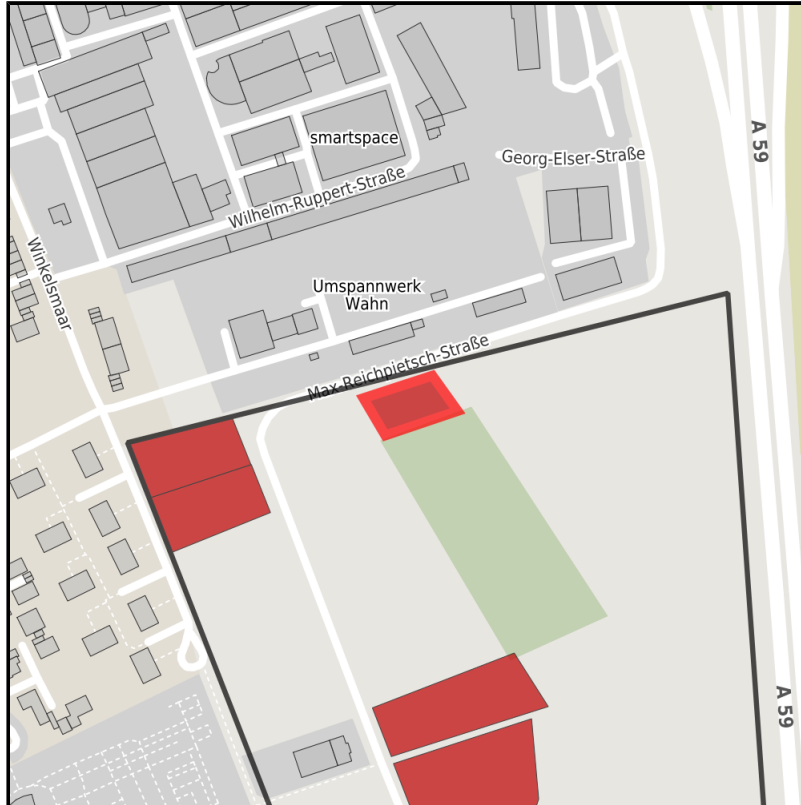 A 59
smartspace
Georg-Elser-Straße
Wilhelm-Ruppert-Straße
Winkelsmaar
Umspannwerk
Wahn
Max-Reichpietsch-Straße
A 59